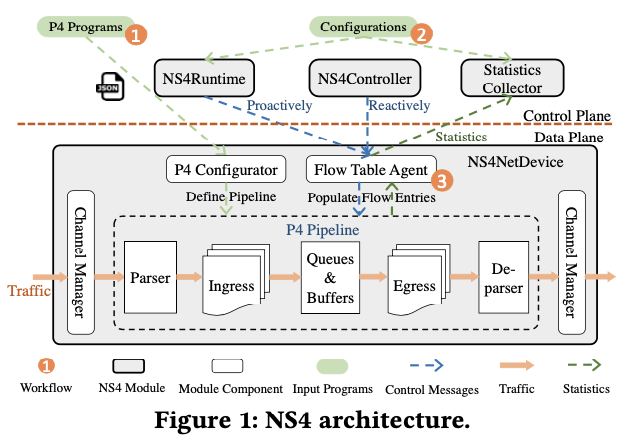 P4 Programs
1
Configurations
2
JSON
NS4Runtime
NS4Controller
Statistics
Collector
Proactively
Reactively
Control Plane
Statistics
Data Plane
NS4NetDevice
P4 Configurator
Flow Table Agent
3
Define Pipeline
Populate Flow Entries
Channel Manager
P4 Pipeline
Traffic
Parser
Ingress
Queues
&
Buffers
Egress
De-
parser
Channel Manager
1
Workflow
NS4 Module
Module Component
Input Programs
Control Messages
Traffic
Statistics
Figure 1: NS4 architecture.